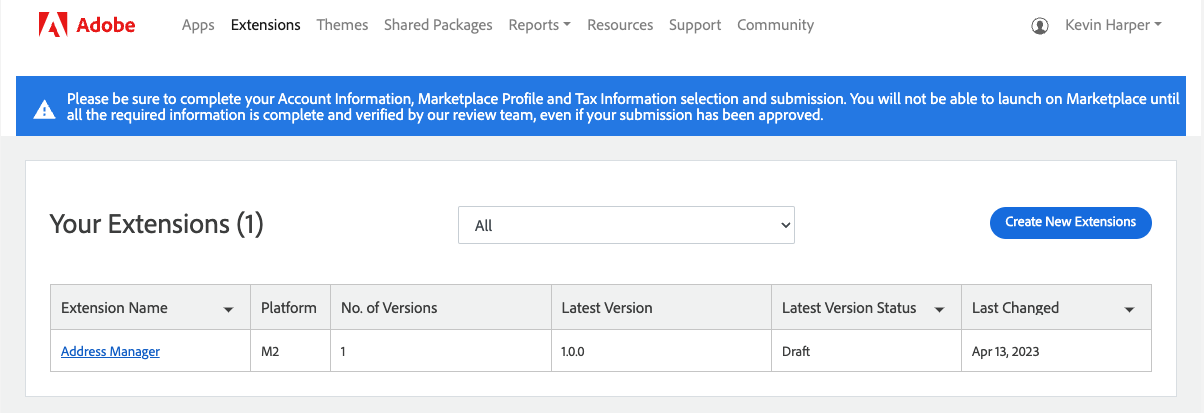 Adobe Apps Extensions Themes Shared Packages Reports Resources Support Community Kevin Harper
Please be sure to complete your Account Information, Marketplace Profile and Tax Information selection and submission. You will not be able to launch on Marketplace until
all the required information is complete and verified by our review team, even if your submission has been approved.
Your Extensions (1) All Create New Extensions
Extension Name Platform No. of Versions Latest Version Latest Version Status Last Changed
Address Manager M2 1 1.0.0 Draft Apr 13, 2023